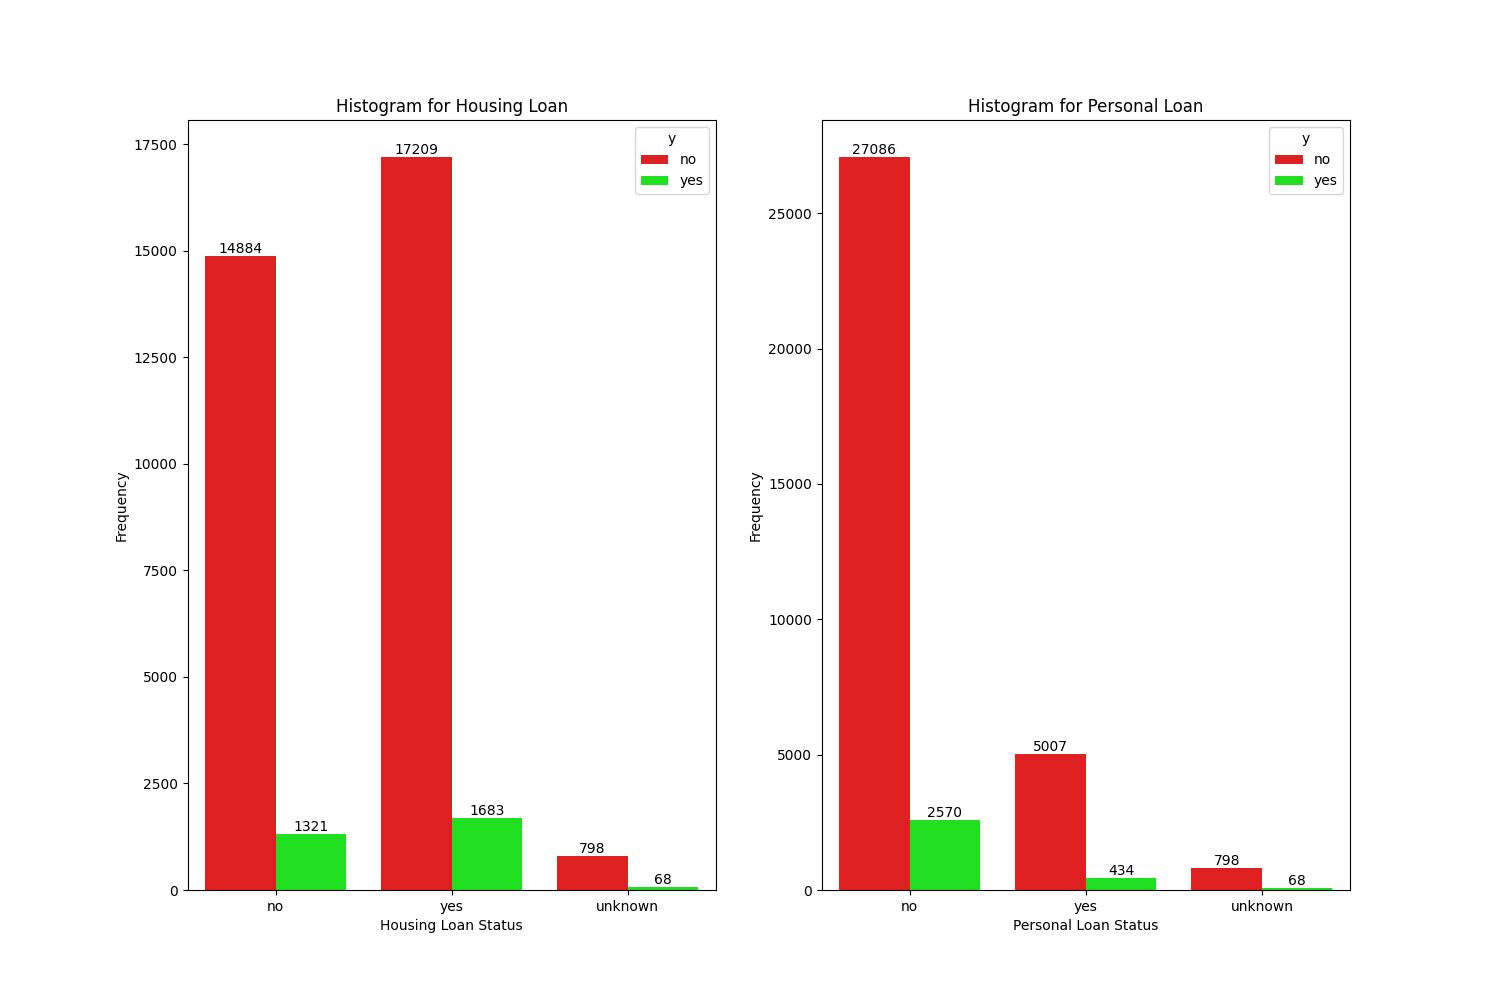 Histogram for Housing Loan
17500
15000
12500
10000
7500
5000
2500
0
Frequency
14884
1321
17209
1683
798
68
y
no
yes
no
yes
unknown
Housing Loan Status
Histogram for Personal Loan
25000
20000
15000
10000
5000
0
Frequency
27086
2570
5007
434
798
68
y
no
yes
no
yes
unknown
Personal Loan Status